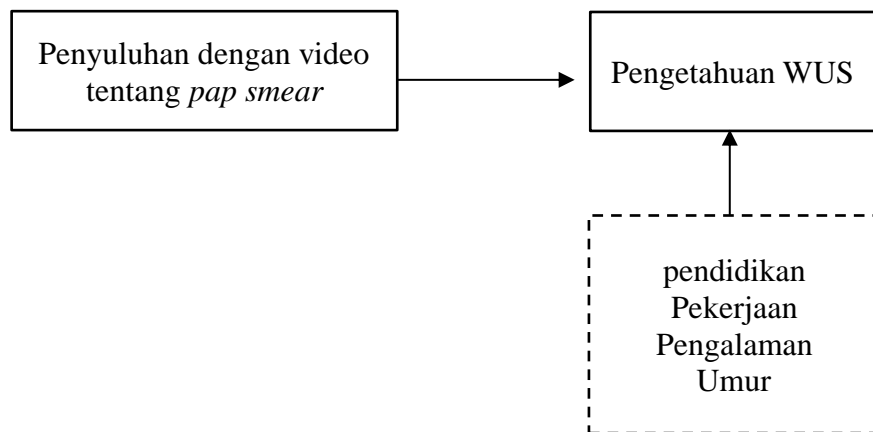 Penyuluhan dengan video
tentang pap smear
Pengetahuan WUS
pendidikan
Pekerjaan
Pengalaman
Umur